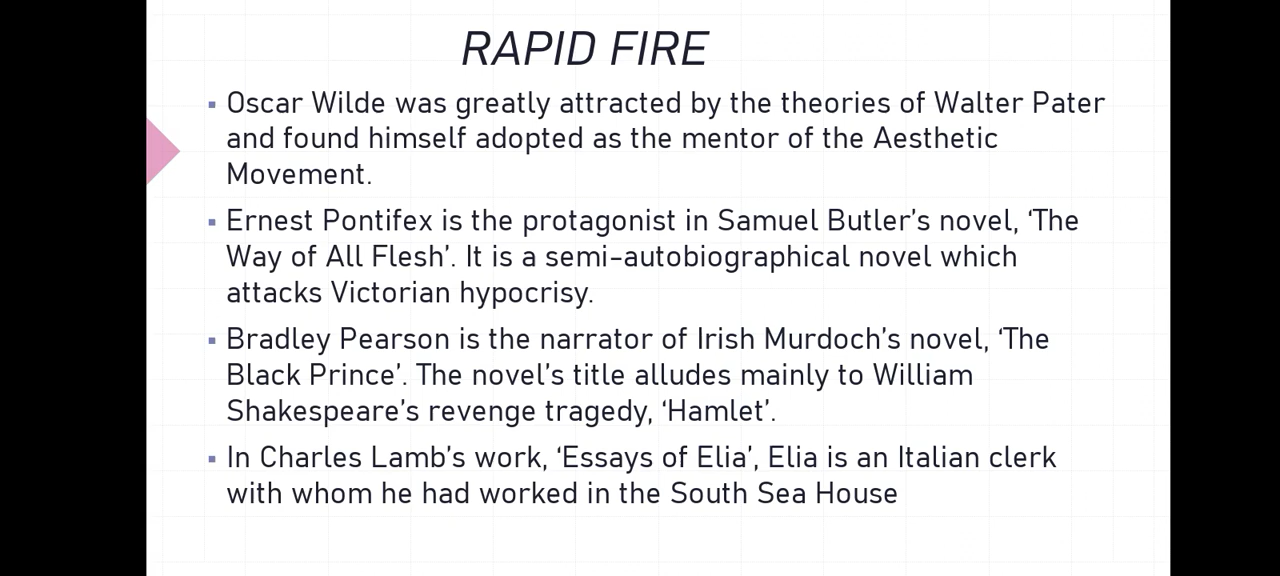 RAPID FIRE
▪ Oscar Wilde was greatly attracted by the theories of Walter Pater
and found himself adopted as the mentor of the Aesthetic
Movement.
▪ Ernest Pontifex is the protagonist in Samuel Butler’s novel, ‘The
Way of All Flesh’. It is a semi-autobiographical novel which
attacks Victorian hypocrisy.
▪ Bradley Pearson is the narrator of Irish Murdoch’s novel, ‘The
Black Prince’. The novel’s title alludes mainly to William
Shakespeare’s revenge tragedy, ‘Hamlet’.
▪ In Charles Lamb’s work, ‘Essays of Elia’, Elia is an Italian clerk
with whom he had worked in the South Sea House